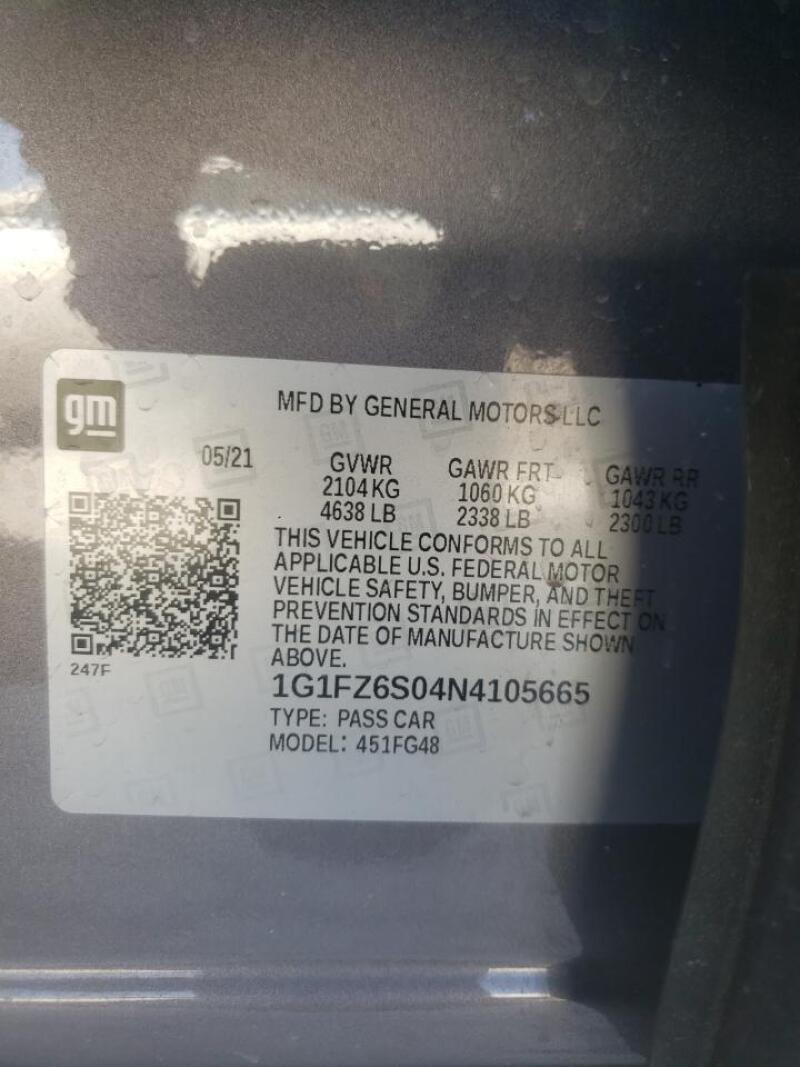 gm
MFD BY GENERAL MOTORS LLC
05/21
GVWR GAWR FRT GAWR RR
2104 KG 1060 KG 1043 KG
4638 LB 2338 LB 2300 LB
THIS VEHICLE CONFORMS TO ALL
APPLICABLE U.S. FEDERAL MOTOR
VEHICLE SAFETY, BUMPER, AND THEFT
PREVENTION STANDARDS IN EFFECT ON
THE DATE OF MANUFACTURE SHOWN
ABOVE.
247F
1G1FZ6S04N4105665
TYPE: PASS CAR
MODEL: 451FG48